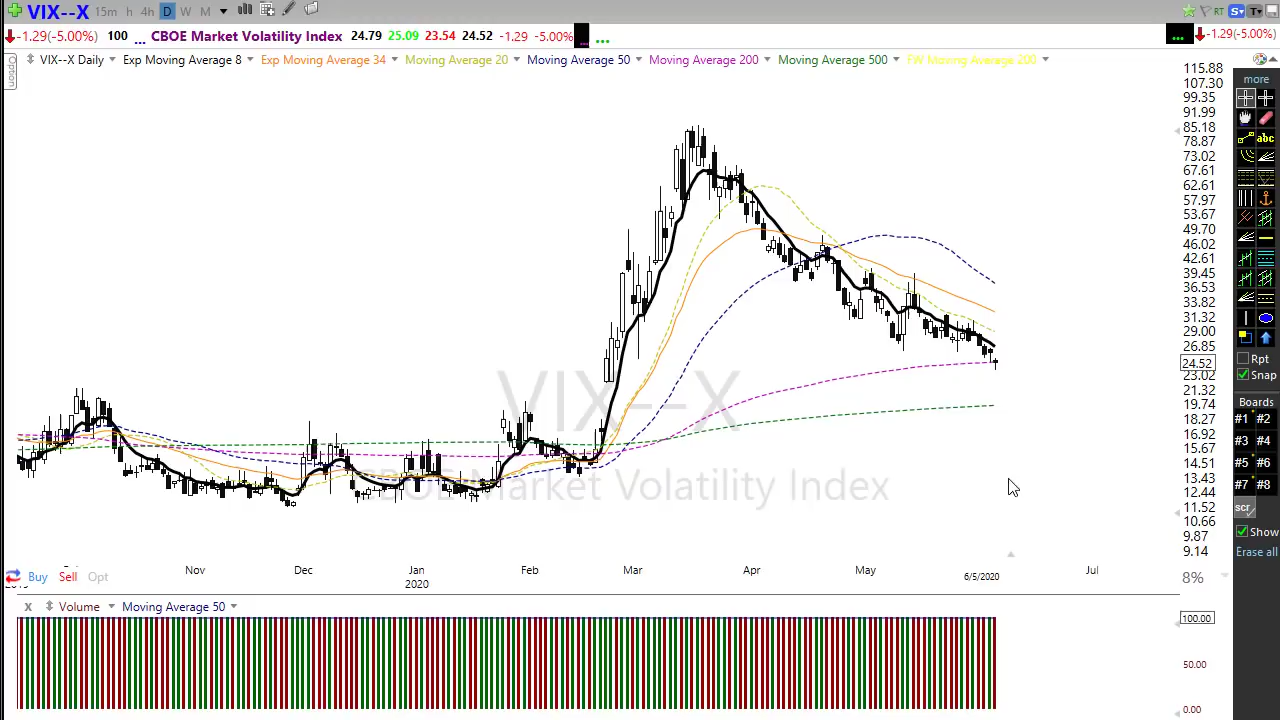 VIX--X 15m h 4h D W M RT S T
-1.29(-5.00%) 100 ... CBOE Market Volatility Index 24.79 25.09 23.54 24.52 -1.29 -5.00% ... ... -1.29(-5.00%)
Option VIX--X Daily Exp Moving Average 8 Exp Moving Average 34 Moving Average 20 Moving Average 50 Moving Average 200 Moving Average 500 FW Moving Average 200
115.88
107.30
99.35
91.99
85.18
78.87
73.02
67.61
62.61
57.97
53.67
49.70
46.02
42.61
39.45
36.53
33.82
31.32
29.00
26.85
24.52
23.02
21.32
19.74
18.27
16.92
15.67
14.51
13.43
12.44
11.52
10.66
9.87
9.14
8%
VIX--X
CBOE Market Volatility Index
Nov Dec Jan Feb Mar Apr May 6/5/2020 Jul
2020
Buy Sell Opt
X Volume Moving Average 50
100.00
50.00
0.00
more
abc
Rpt
Snap
Boards
#1 #2
#3 #4
#5 #6
#7 #8
scr
Show
Erase all